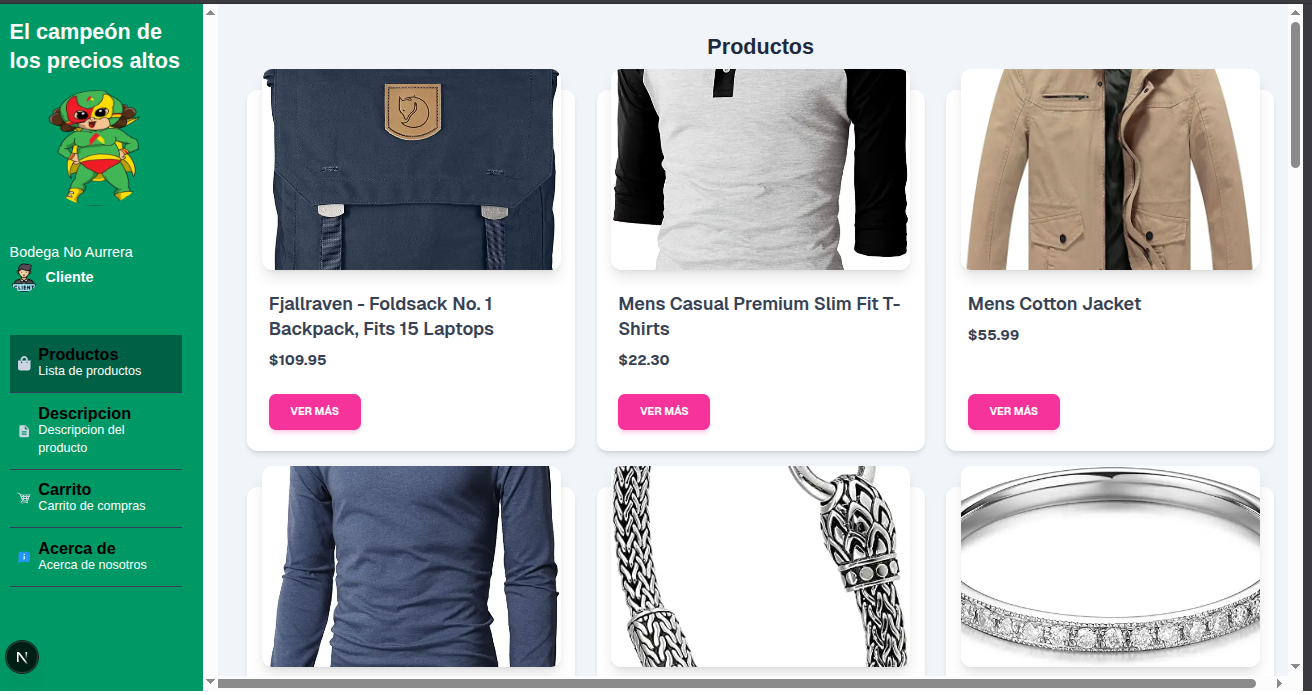 El campeón de
los precios altos
Bodega No Aurrera
CLIENT
Cliente
Productos
Lista de productos
Descripcion
Descripcion del
producto
Carrito
Carrito de compras
Acerca de
Acerca de nosotros
N
Productos
Fjallraven - Foldsack No. 1
Backpack, Fits 15 Laptops
$109.95
VER MÁS
Mens Casual Premium Slim Fit T-
Shirts
$22.30
VER MÁS
Mens Cotton Jacket
$55.99
VER MÁS